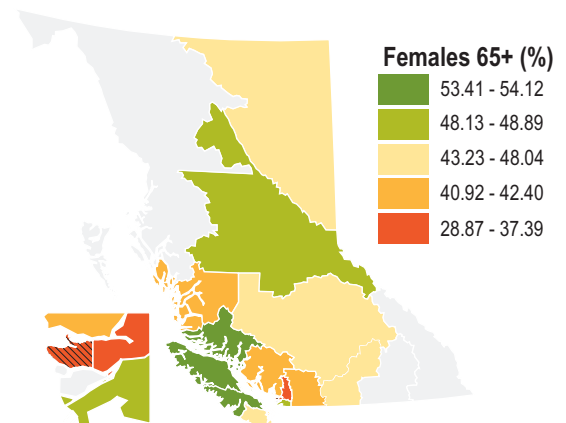 Females 65+ (%)
53.41 - 54.12
48.13 - 48.89
43.23 - 48.04
40.92 - 42.40
28.87 - 37.39